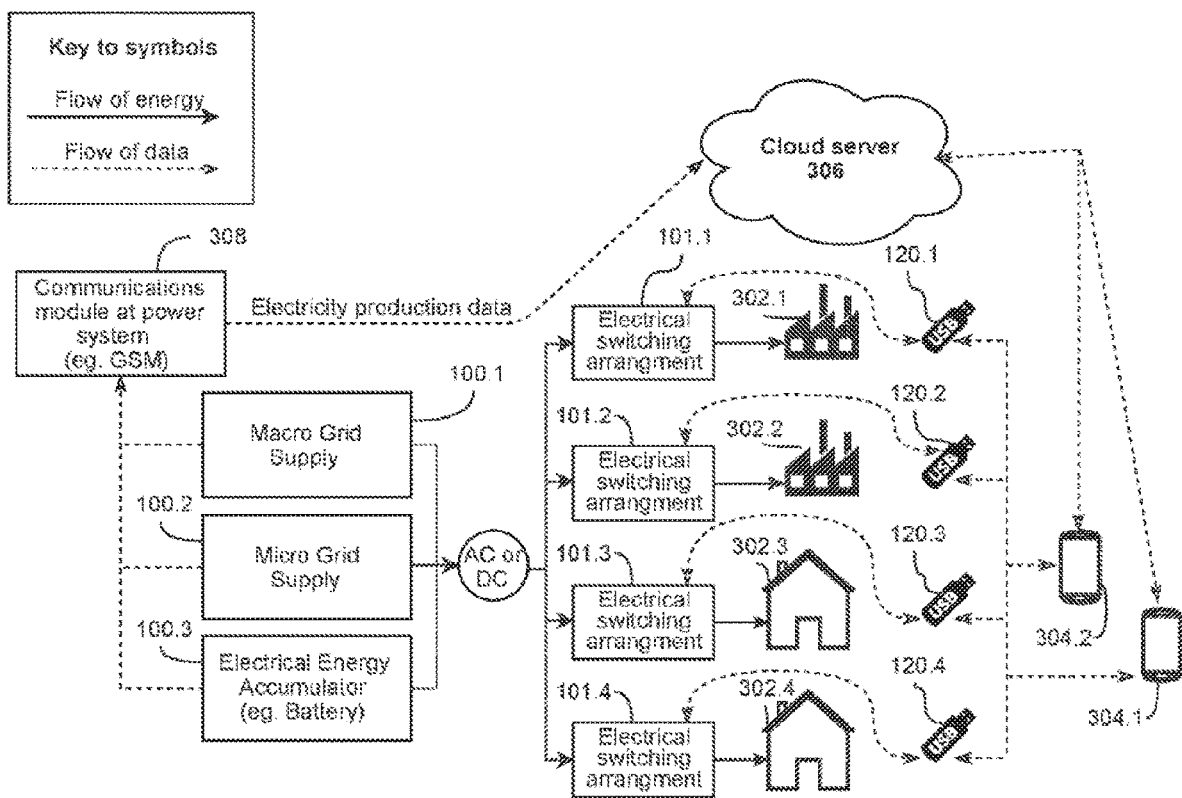 Key to symbols
Flow of energy
Flow of data
Cloud server
306
308
Communications
module at power
system
(eg. GSM)
Electricity production data
101.1
120.1
Electrical
switching
arrangment
302.1
100.1
Macro Grid
Supply
101.2
120.2
Electrical
switching
arrangment
302.2
100.2
Micro Grid
Supply
AC or
DC
101.3
120.3
Electrical
switching
arrangment
302.3
100.3
Electrical Energy
Accumulator
(eg. Battery)
101.4
120.4
Electrical
switching
arrangment
302.4
304.2
304.1